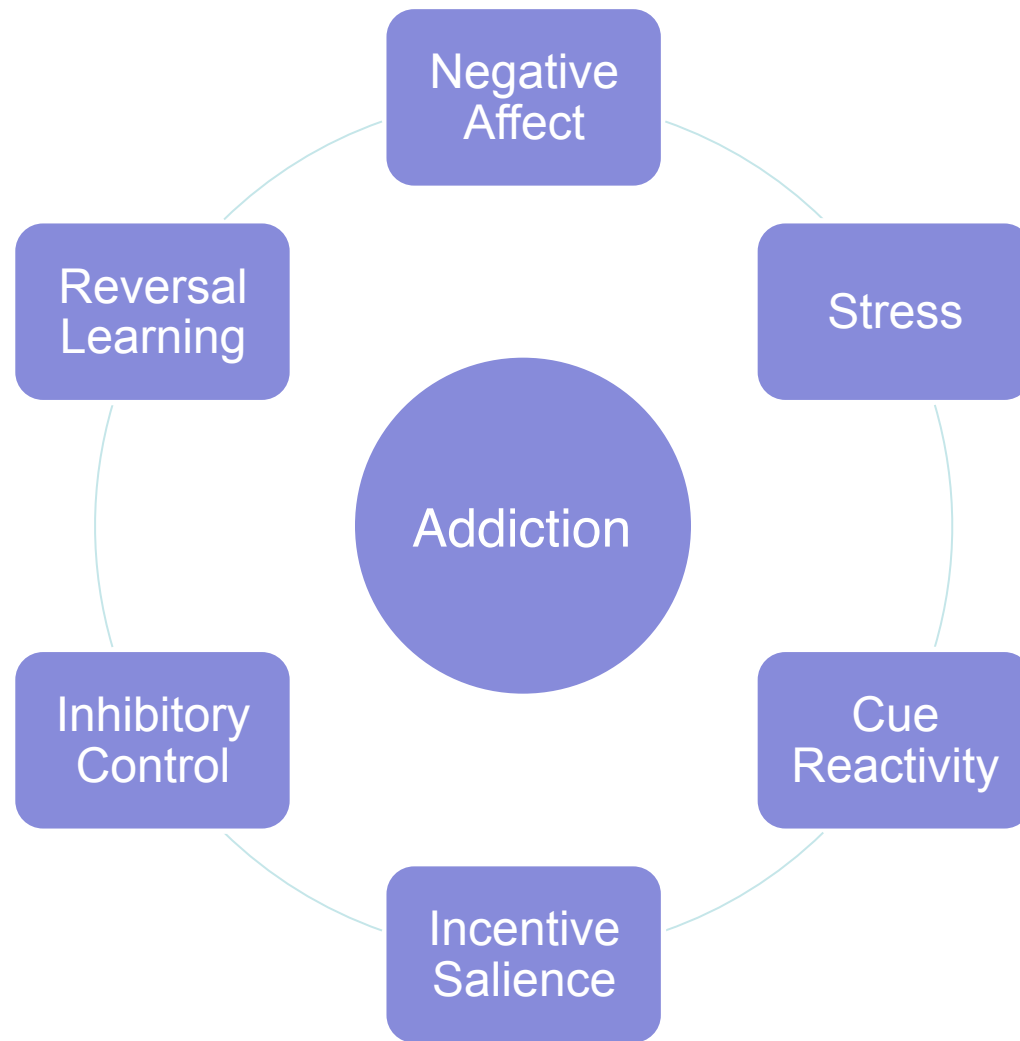 Negative
Affect
Stress
Cue
Reactivity
Incentive
Salience
Inhibitory
Control
Reversal
Learning
Addiction